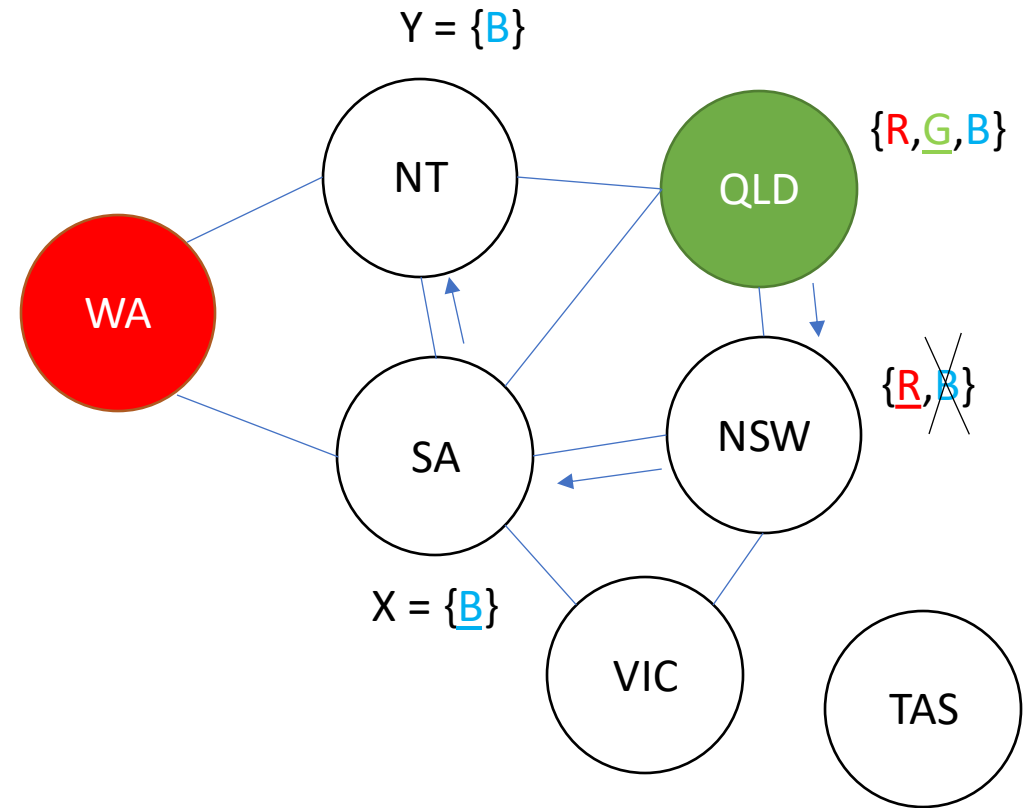 Y = {B}
{R,G,B}
NT
QLD
WA
{R,B}
NSW
SA
X = {B}
VIC
TAS